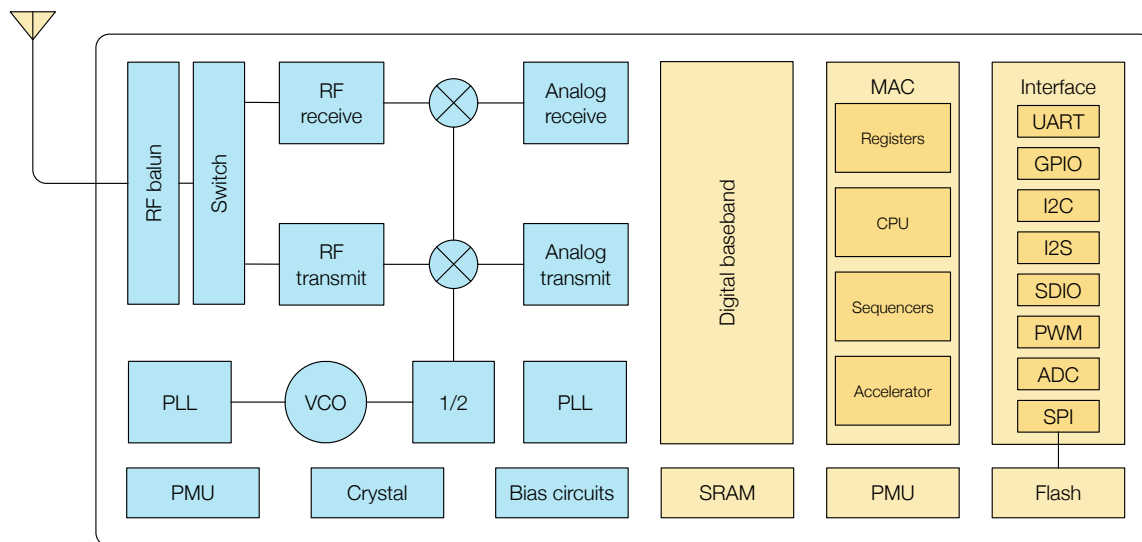 RF balun
Switch
RF
receive
Analog
receive
RF
transmit
Analog
transmit
PLL
VCO
1/2
PLL
PMU
Crystal
Bias circuits
Digital baseband
SRAM
MAC
Registers
CPU
Sequencers
Accelerator
PMU
Interface
UART
GPIO
I2C
I2S
SDIO
PWM
ADC
SPI
Flash